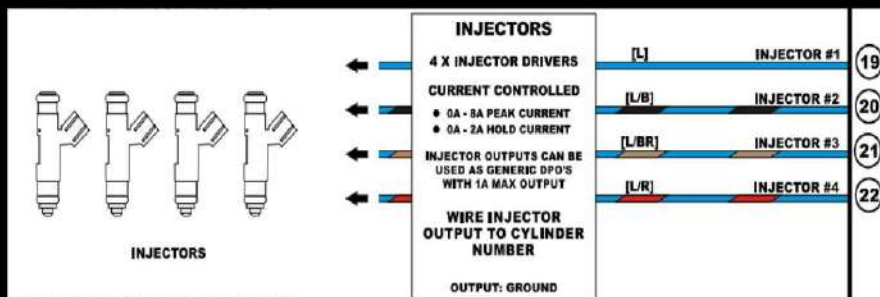 INJECTORS
INJECTORS
4 X INJECTOR DRIVERS
CURRENT CONTROLLED
● 0A - 8A PEAK CURRENT
● 0A - 2A HOLD CURRENT
INJECTOR OUTPUTS CAN BE
USED AS GENERIC DPO'S
WITH 1A MAX OUTPUT
WIRE INJECTOR
OUTPUT TO CYLINDER
NUMBER
OUTPUT: GROUND
[L] INJECTOR #1 19
[L/B] INJECTOR #2 20
[L/BR] INJECTOR #3 21
[L/R] INJECTOR #4 22